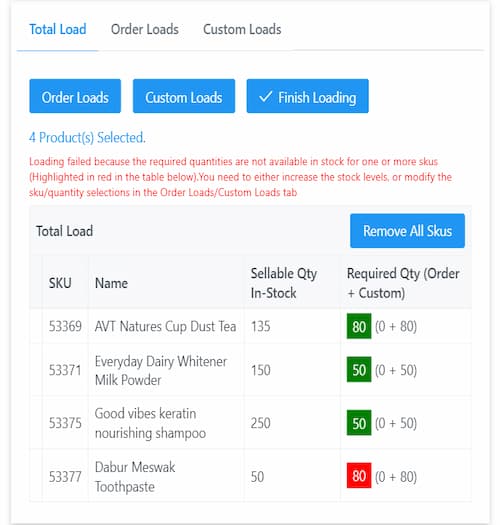 Total Load Order Loads Custom Loads
Order Loads Custom Loads Finish Loading
4 Product(s) Selected.
Loading failed because the required quantities are not available in stock for one or more skus
(Highlighted in red in the table below).You need to either increase the stock levels, or modify the
sku/quantity selections in the Order Loads/Custom Loads tab
Total Load Remove All Skus
SKU Name Sellable Qty In-Stock Required Qty (Order + Custom)
53369 AVT Natures Cup Dust Tea 135 80 (0 + 80)
53371 Everyday Dairy Whitener Milk Powder 150 50 (0 + 50)
53375 Good vibes keratin nourishing shampoo 250 50 (0 + 50)
53377 Dabur Meswak Toothpaste 50 80 (0 + 80)